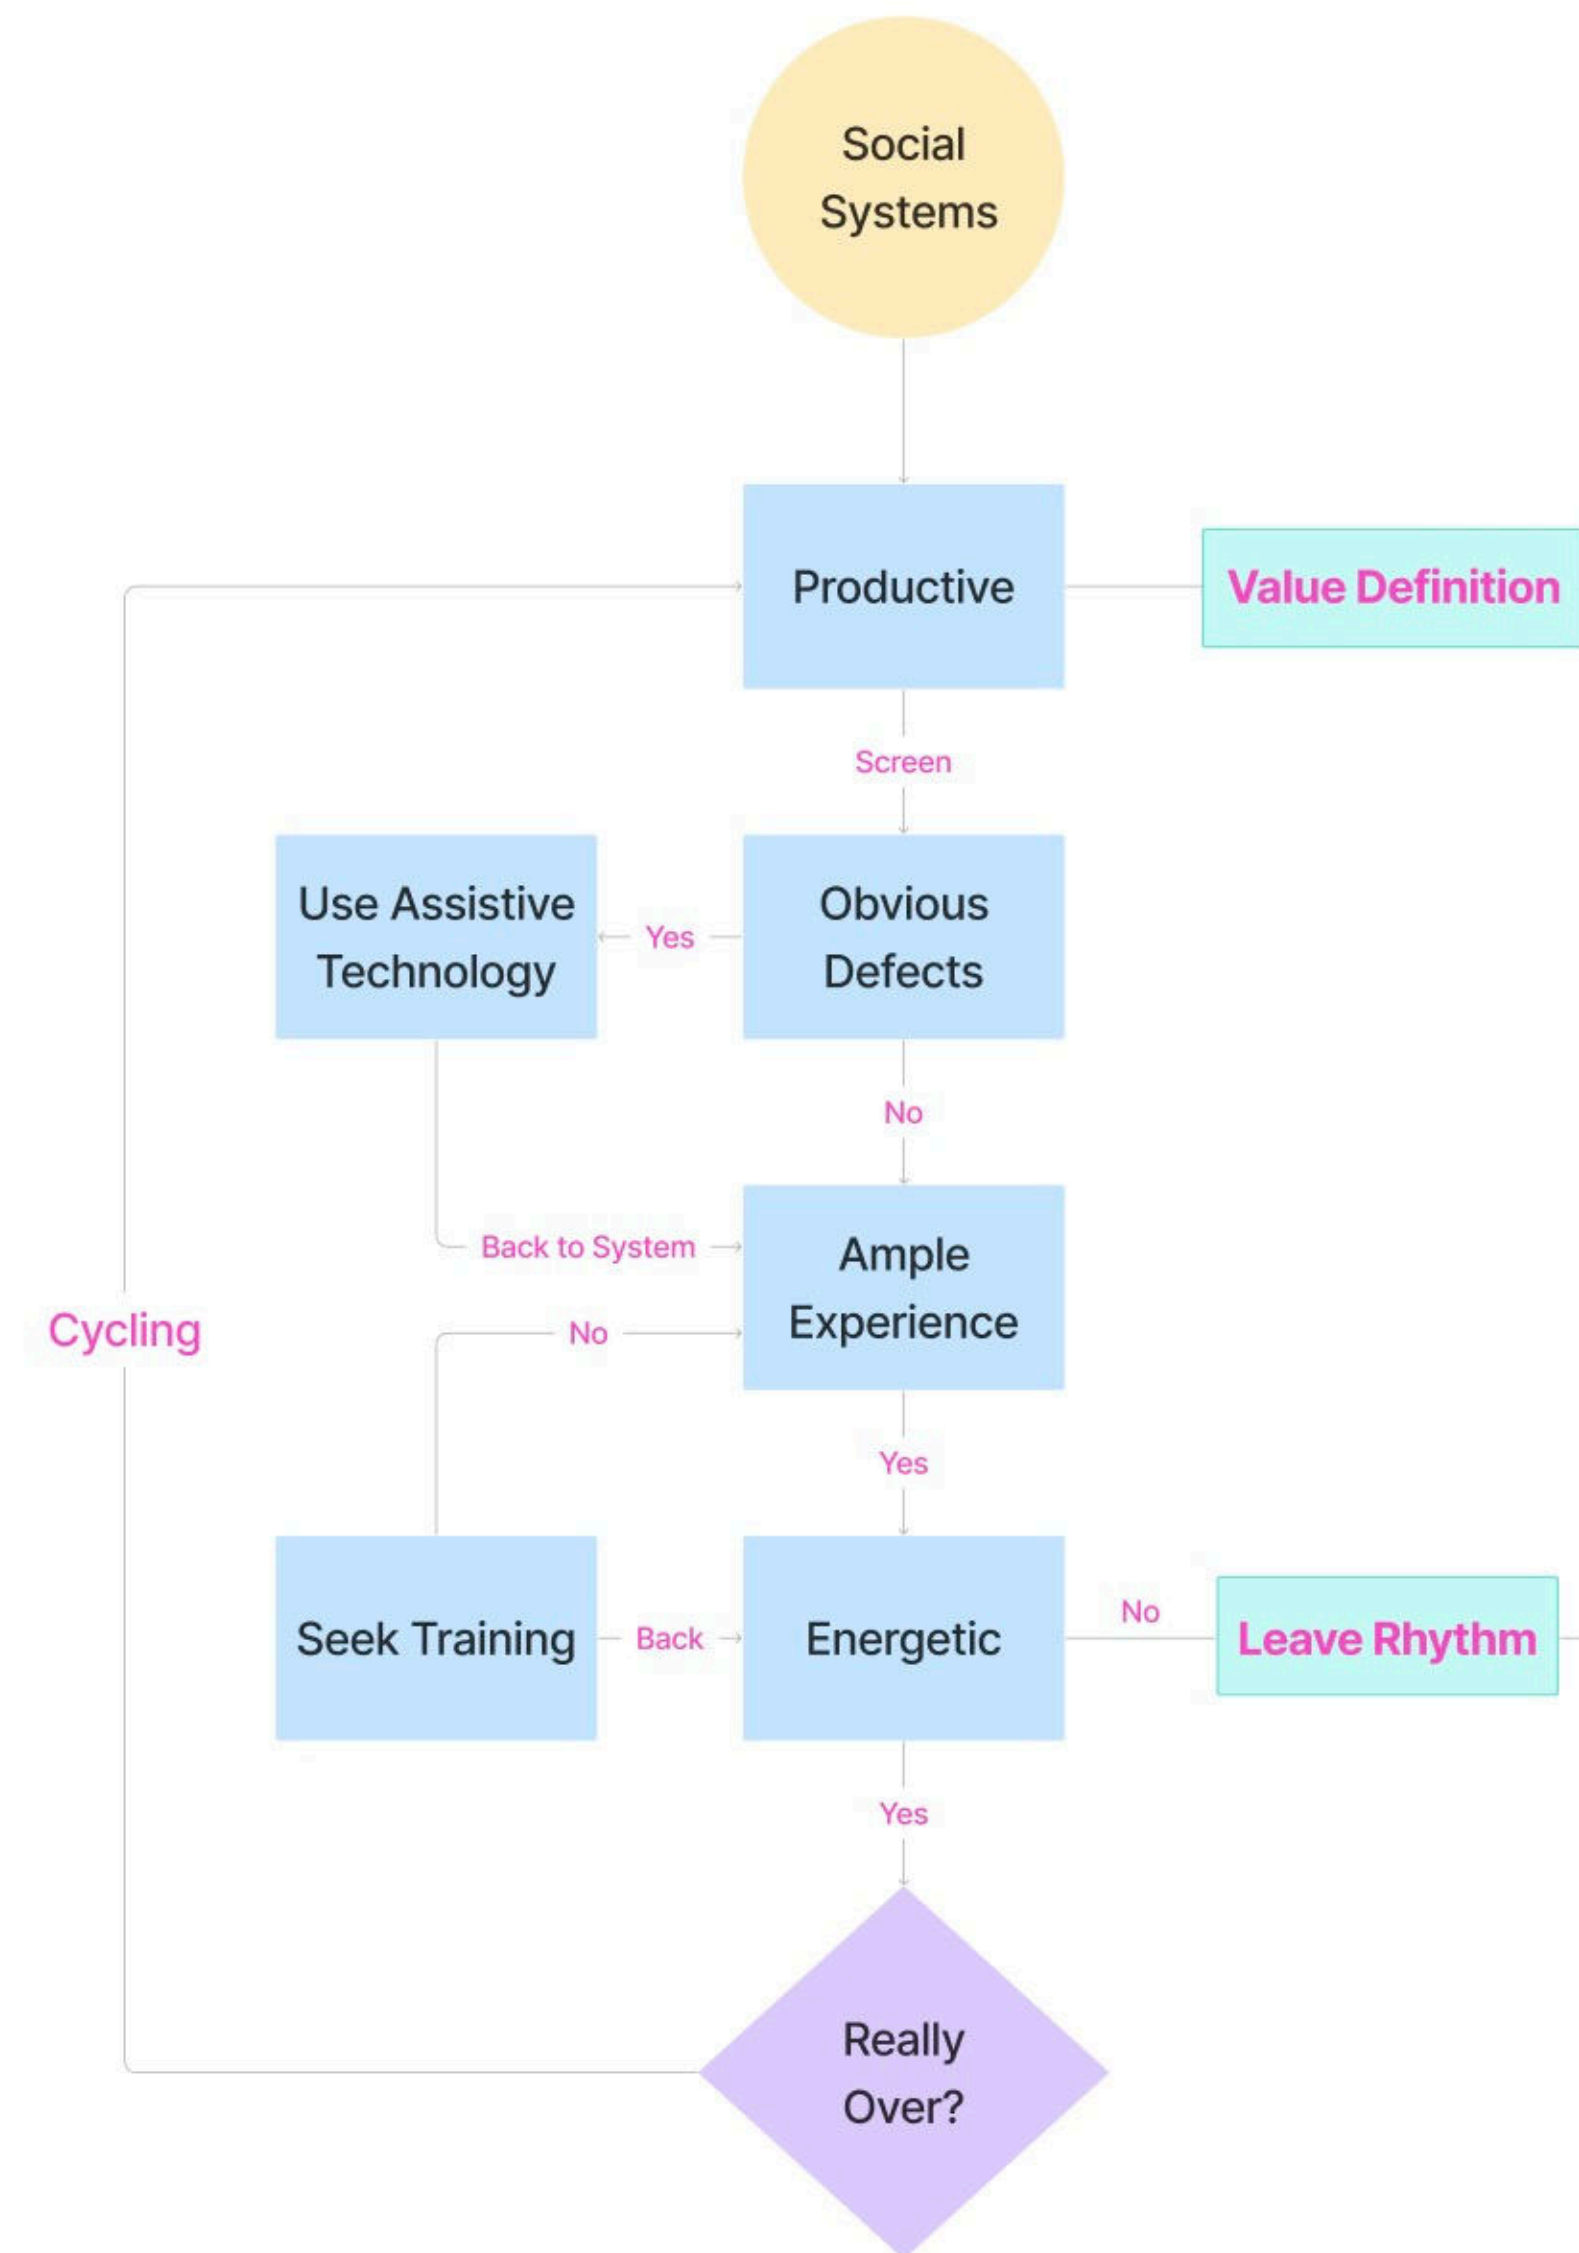 Social
Systems
Productive
Value Definition
Screen
Use Assistive
Technology
Yes
Obvious
Defects
No
Back to System
Ample
Experience
Cycling
No
Yes
Seek Training
Back
Energetic
No
Leave Rhythm
Yes
Really
Over?